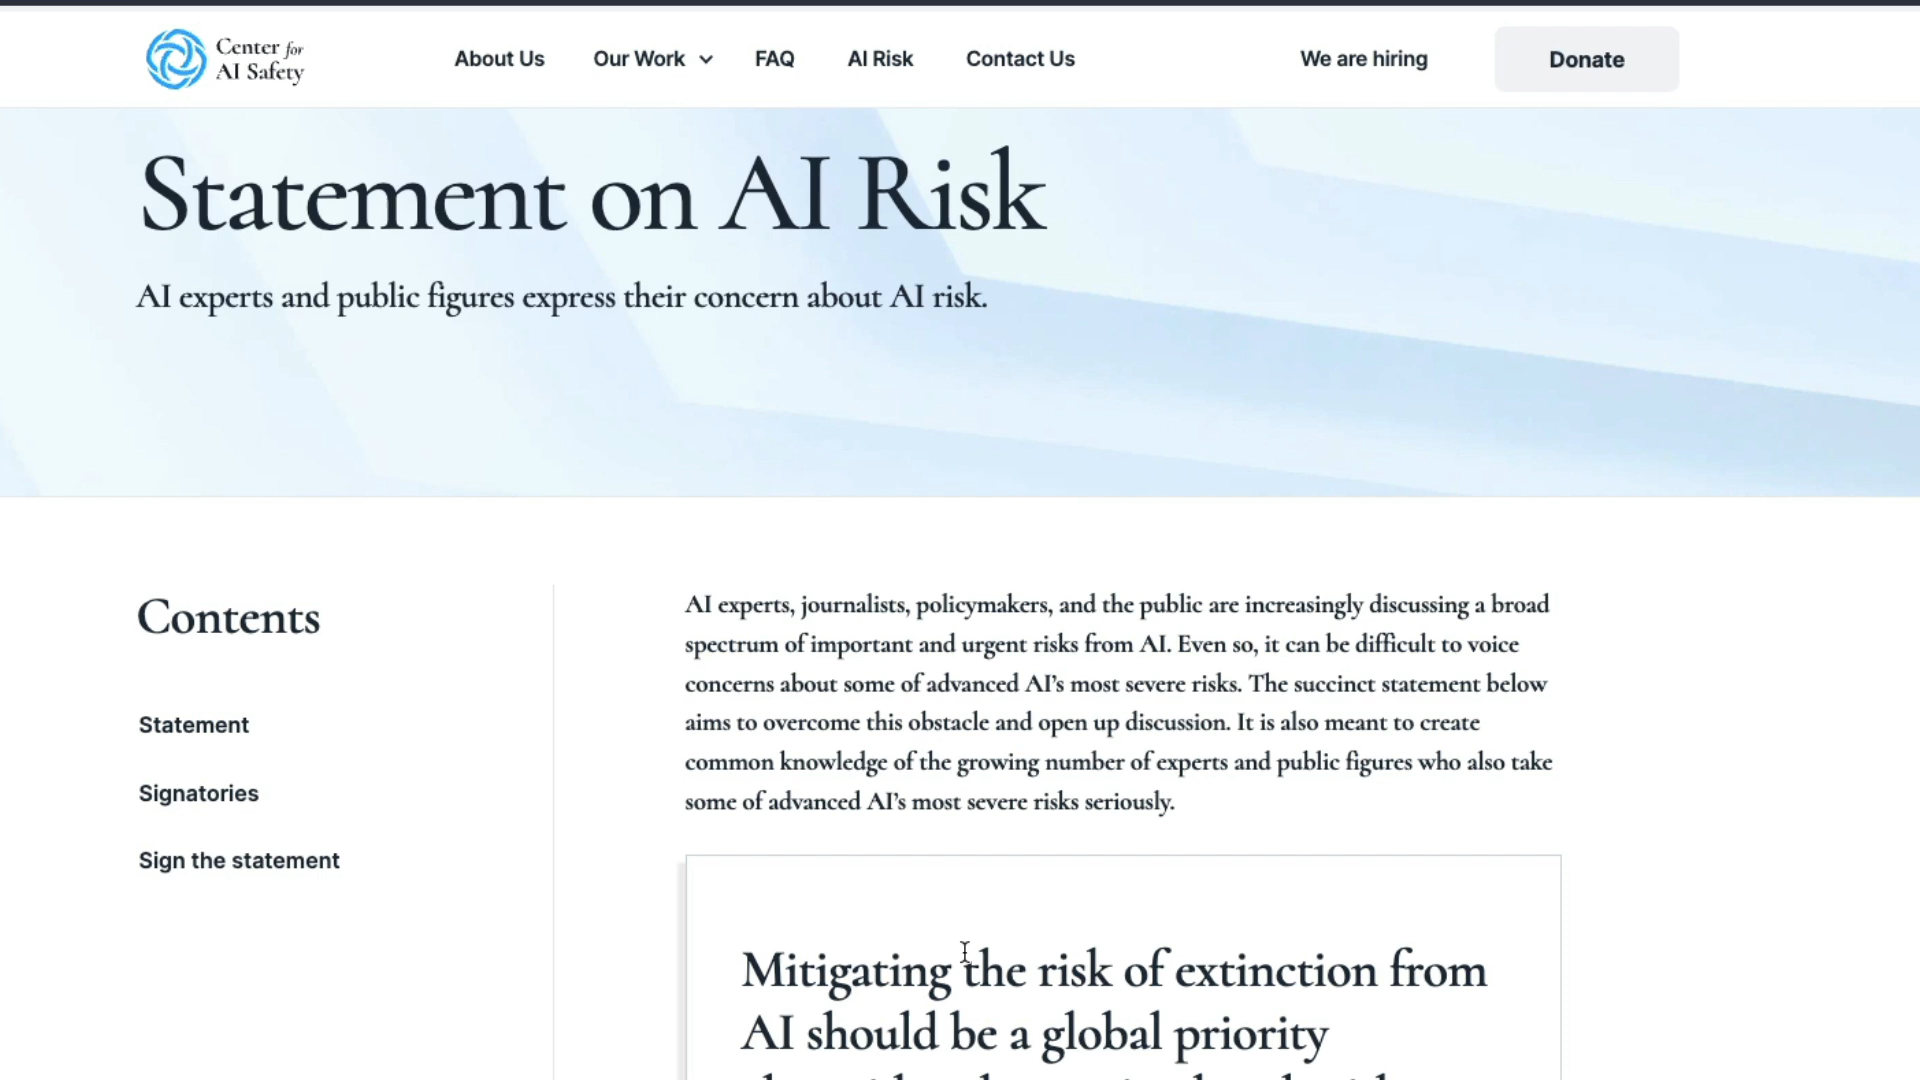 Center for
AI Safety
About Us
Our Work
FAQ
AI Risk
Contact Us
We are hiring
Donate
Statement on AI Risk
AI experts and public figures express their concern about AI risk.
Contents
Statement
Signatories
Sign the statement
AI experts, journalists, policymakers, and the public are increasingly discussing a broad
spectrum of important and urgent risks from AI. Even so, it can be difficult to voice
concerns about some of advanced AI’s most severe risks. The succinct statement below
aims to overcome this obstacle and open up discussion. It is also meant to create
common knowledge of the growing number of experts and public figures who also take
some of advanced AI’s most severe risks seriously.
Mitigating the risk of extinction from
AI should be a global priority